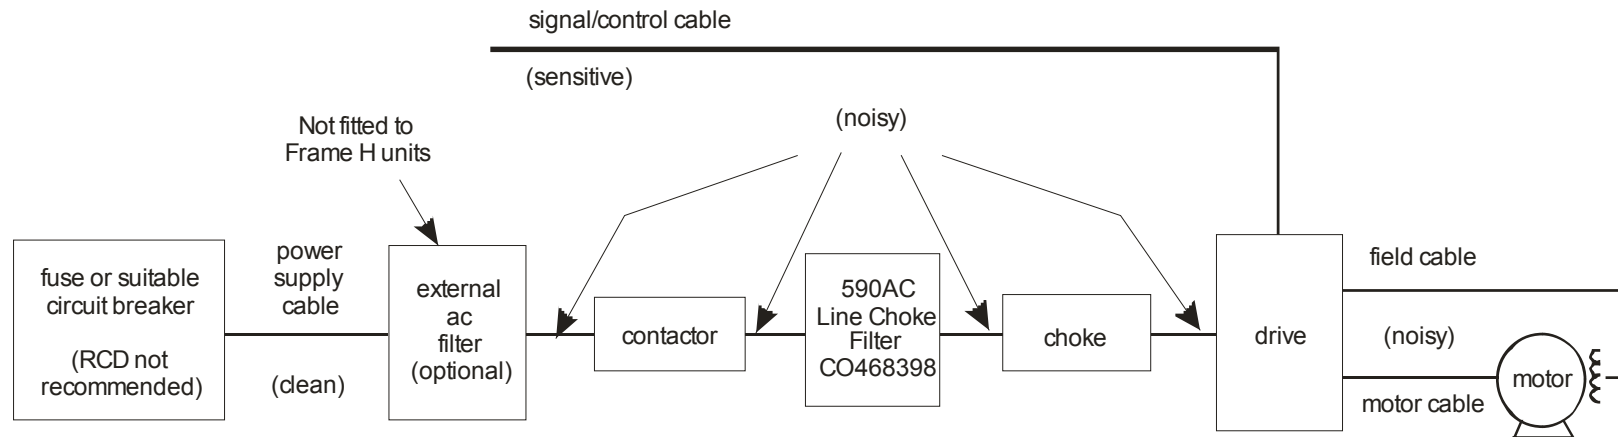 signal/control cable
(sensitive)
(noisy)
Not fitted to
Frame H units
fuse or suitable
circuit breaker
(RCD not
recommended)
power
supply
cable
(clean)
external
ac
filter
(optional)
contactor
590AC
Line Choke
Filter
CO468398
choke
drive
field cable
(noisy)
motor cable
motor